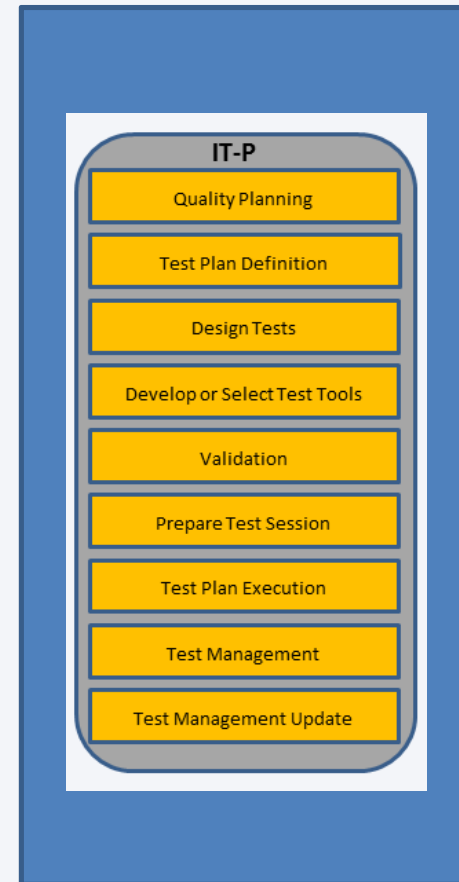 IT-P
Quality Planning
Test Plan Definition
Design Tests
Develop or Select Test Tools
Validation
Prepare Test Session
Test Plan Execution
Test Management
Test Management Update